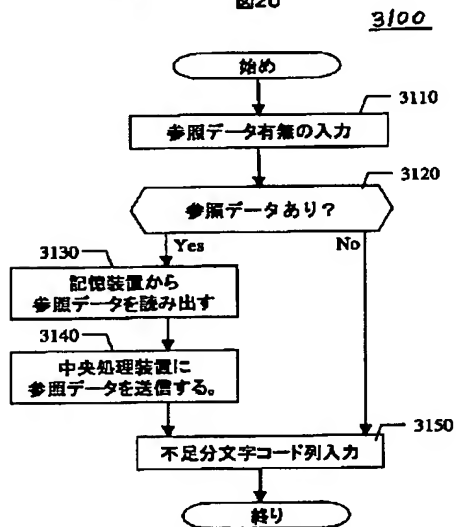 図20
3100
始め
3110
参照データ有無の入力
3120
参照データあり?
Yes
No
3130
記憶装置から
参照データを読み出す
3140
中央処理装置に
参照データを送信する。
3150
不足分文字コード列入力
終り